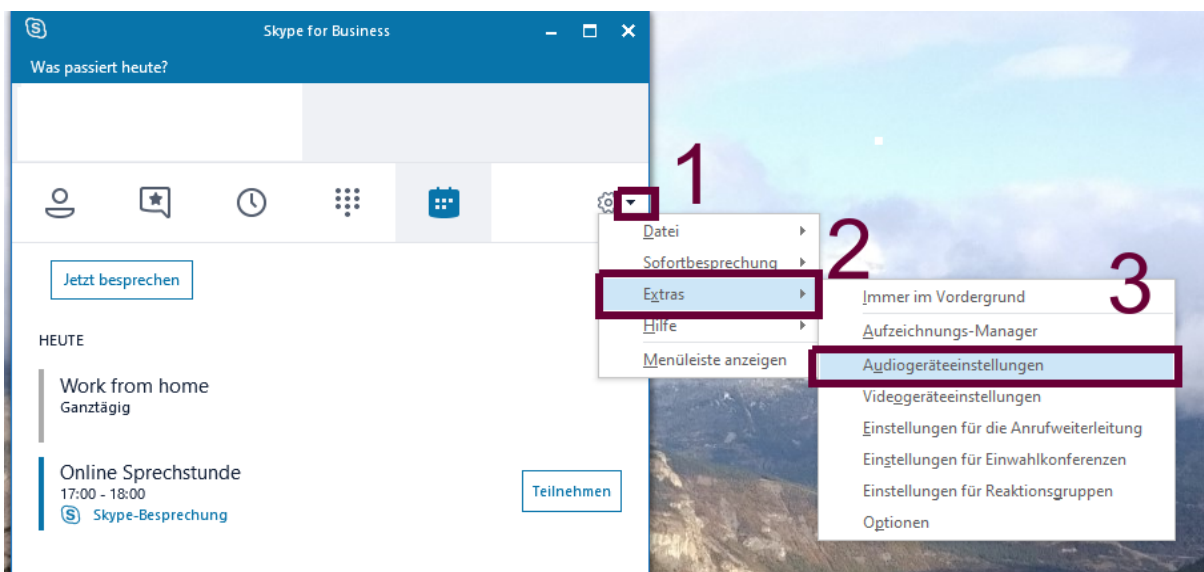 Skype for Business
Was passiert heute?
1
Datei
2
Sofortbesprechung
Jetzt besprechen
Extras
3
Immer im Vordergrund
HEUTE
Hilfe
Aufzeichnungs-Manager
Menüleiste anzeigen
Audiogeräteeinstellungen
Work from home
Ganztägig
Videogeräteeinstellungen
Einstellungen für die Anrufweiterleitung
Einstellungen für Einwahlkonferenzen
Online Sprechstunde
17:00 - 18:00
Teilnehmen
Einstellungen für Reaktionsgruppen
S Skype-Besprechung
Optionen